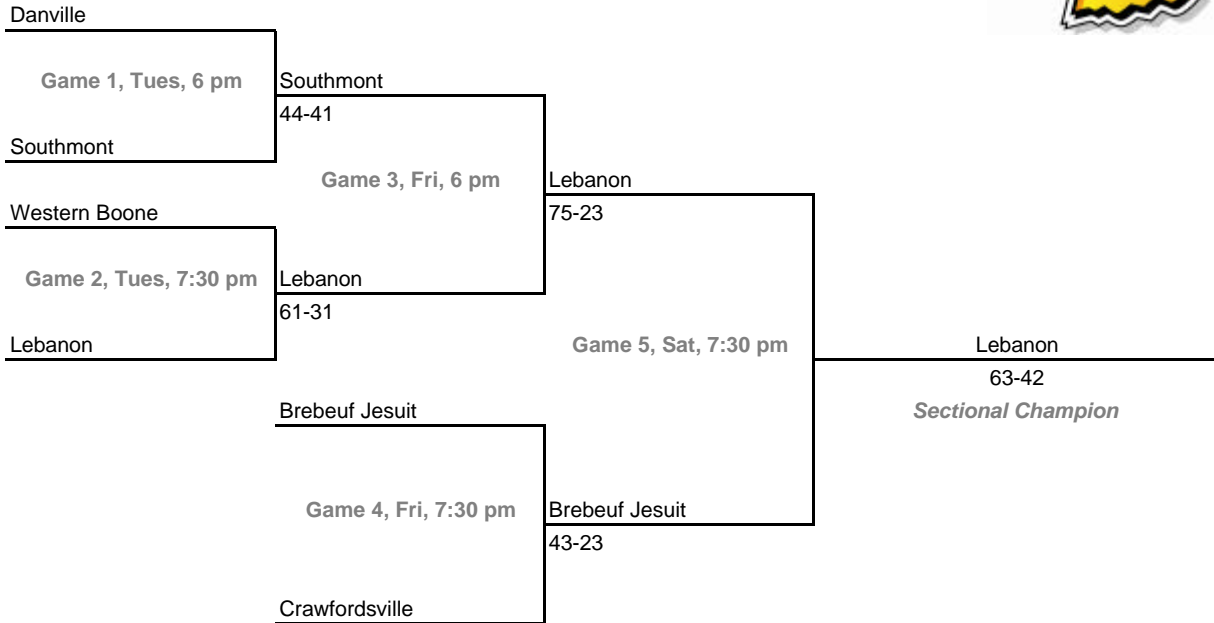 Danville
Game 1, Tues, 6 pm
Southmont
44-41
Southmont
Game 3, Fri, 6 pm
Lebanon
75-23
Western Boone
Game 2, Tues, 7:30 pm
Lebanon
61-31
Lebanon
Game 5, Sat, 7:30 pm
Lebanon
63-42
Sectional Champion
Brebeuf Jesuit
Game 4, Fri, 7:30 pm
Brebeuf Jesuit
43-23
Crawfordsville